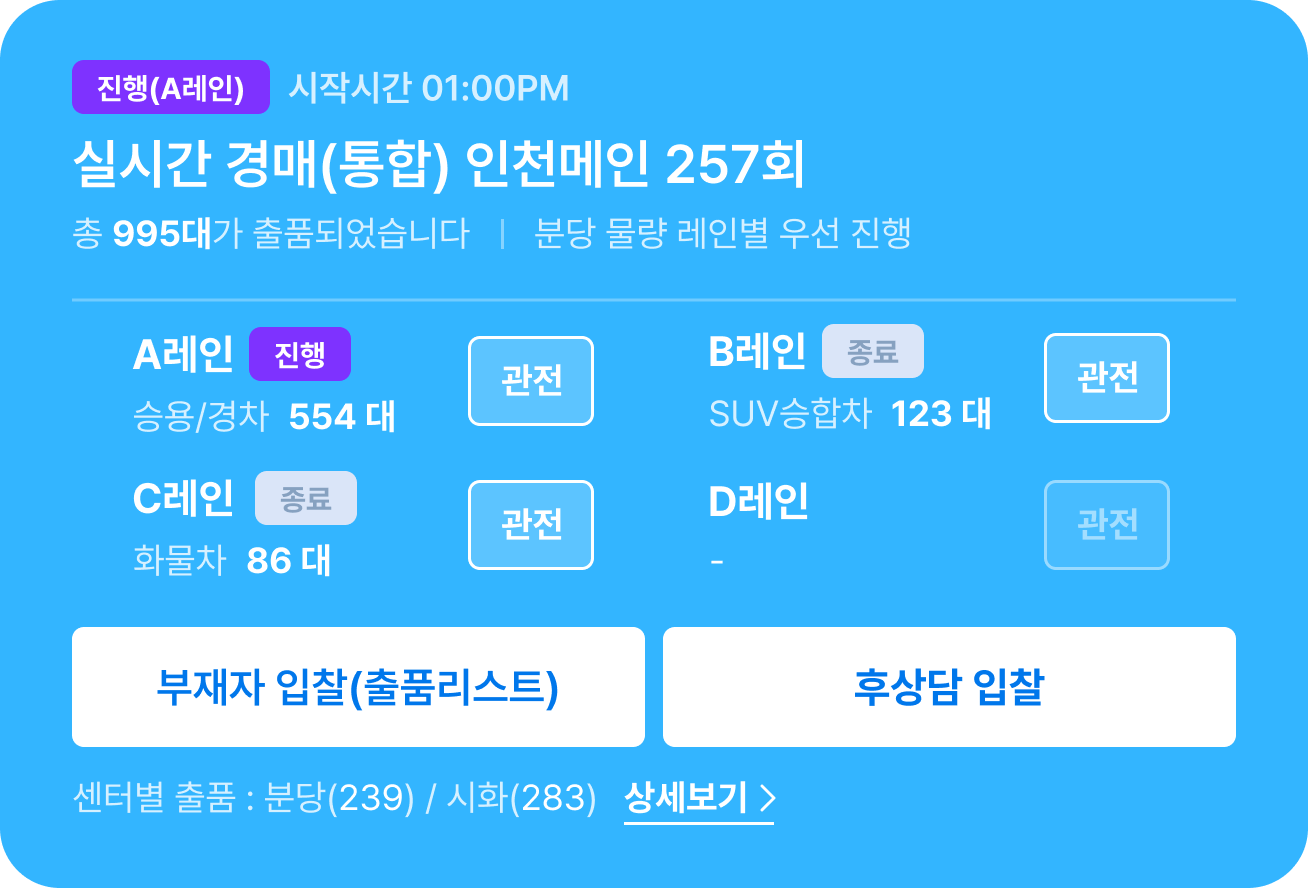 진행(A레인) 시작시간 01:00PM
실시간 경매(통합) 인천메인 257회
총 995대가 출품되었습니다 | 분당 물량 레인별 우선 진행
A레인 진행 관전
승용/경차 554 대
B레인 종료 관전
SUV승합차 123 대
C레인 종료 관전
화물차 86 대
D레인 관전
-
부재자 입찰(출품리스트) 후상담 입찰
센터별 출품 : 분당(239) / 시화(283) 상세보기 >